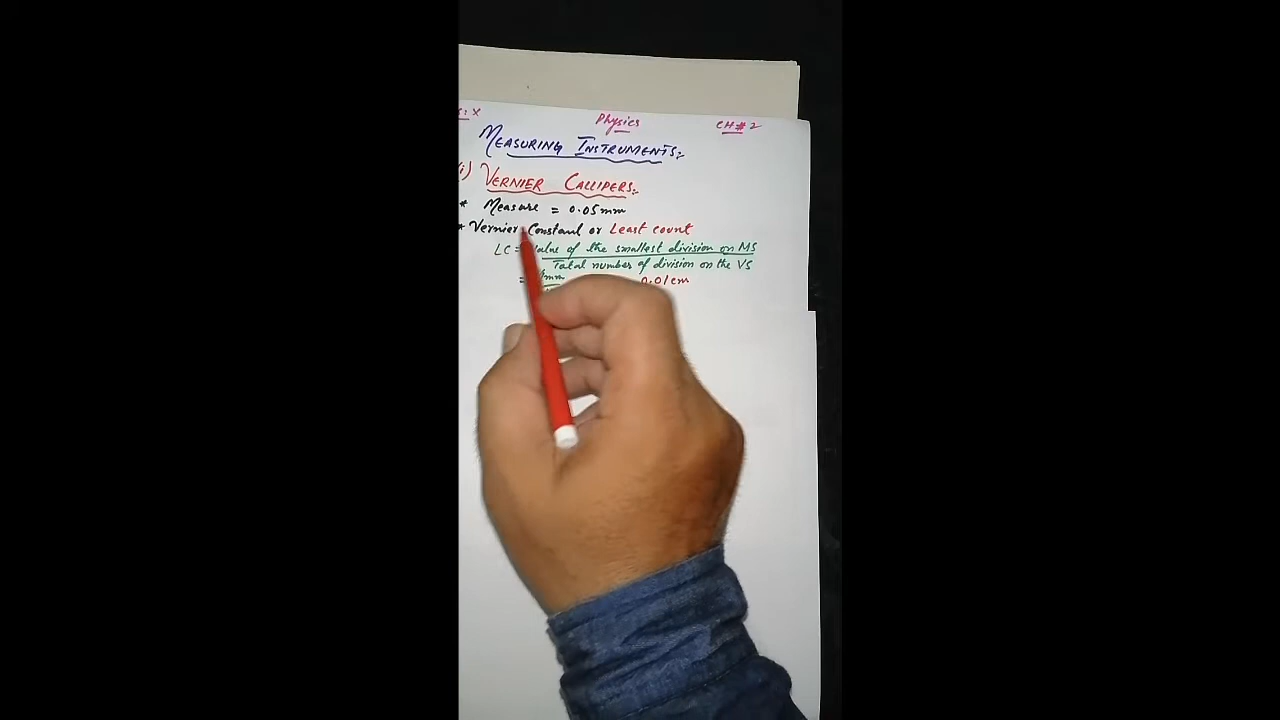 s: X Physics CH#2
MEASURING INSTRUMENTS:-
(i) VERNIER CALLIPERS:-
* Measure = 0.05mm
* Vernier Constant or Least count
LC = Value of the smallest division on MS
Total number of division on the VS
= 1mm 0.01cm